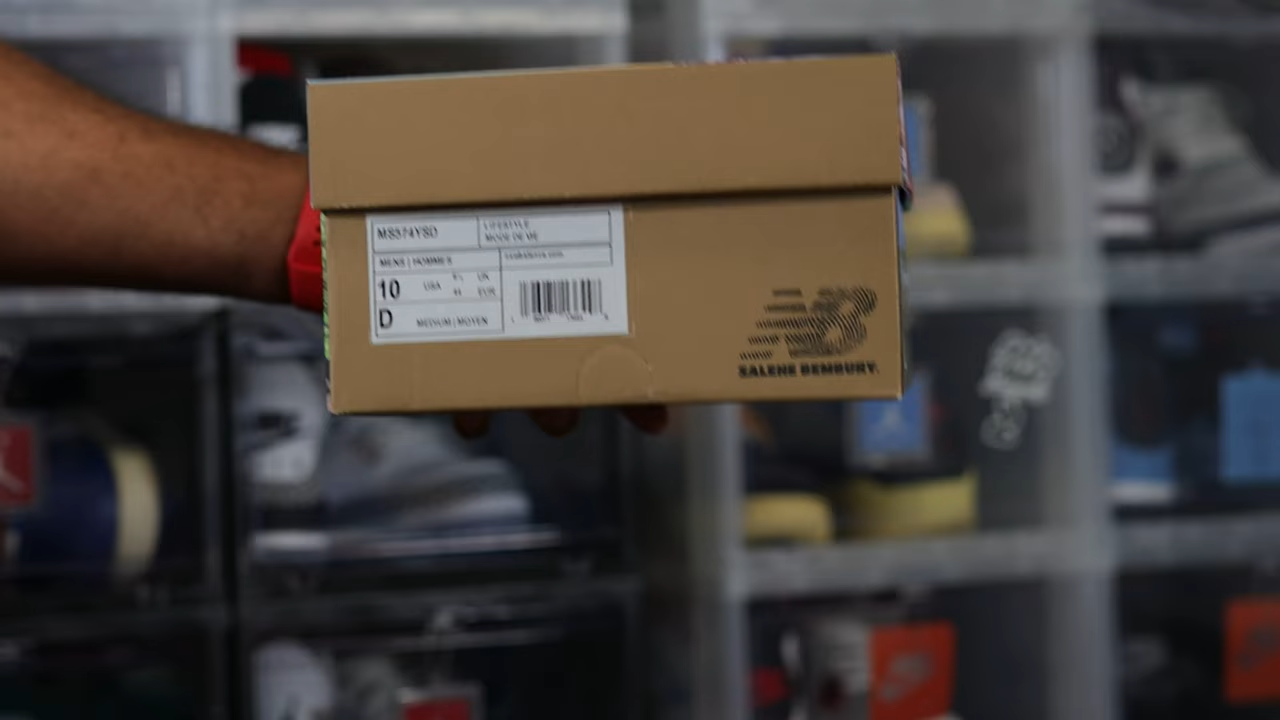 MS574YSD
LIFESTYLE
MODE DE VIE
MENS | HOMMES
10 USA UK
EUR
D MEDIUM | MOYEN
SALEHE BEMBURY.